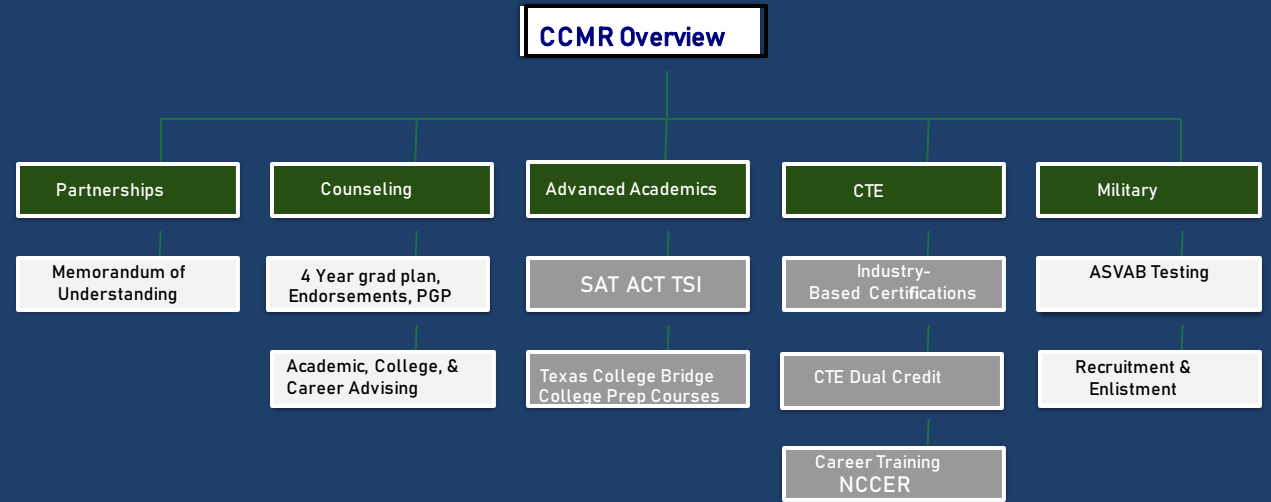 CCMR Overview
Partnerships
Counseling
Advanced Academics
CTE
Military
Memorandum of
Understanding
4 Year grad plan,
Endorsements, PGP
SAT ACT TSI
Industry-
Based Certifications
ASVAB Testing
Academic, College, &
Career Advising
Texas College Bridge
College Prep Courses
CTE Dual Credit
Recruitment &
Enlistment
Career Training
NCCER